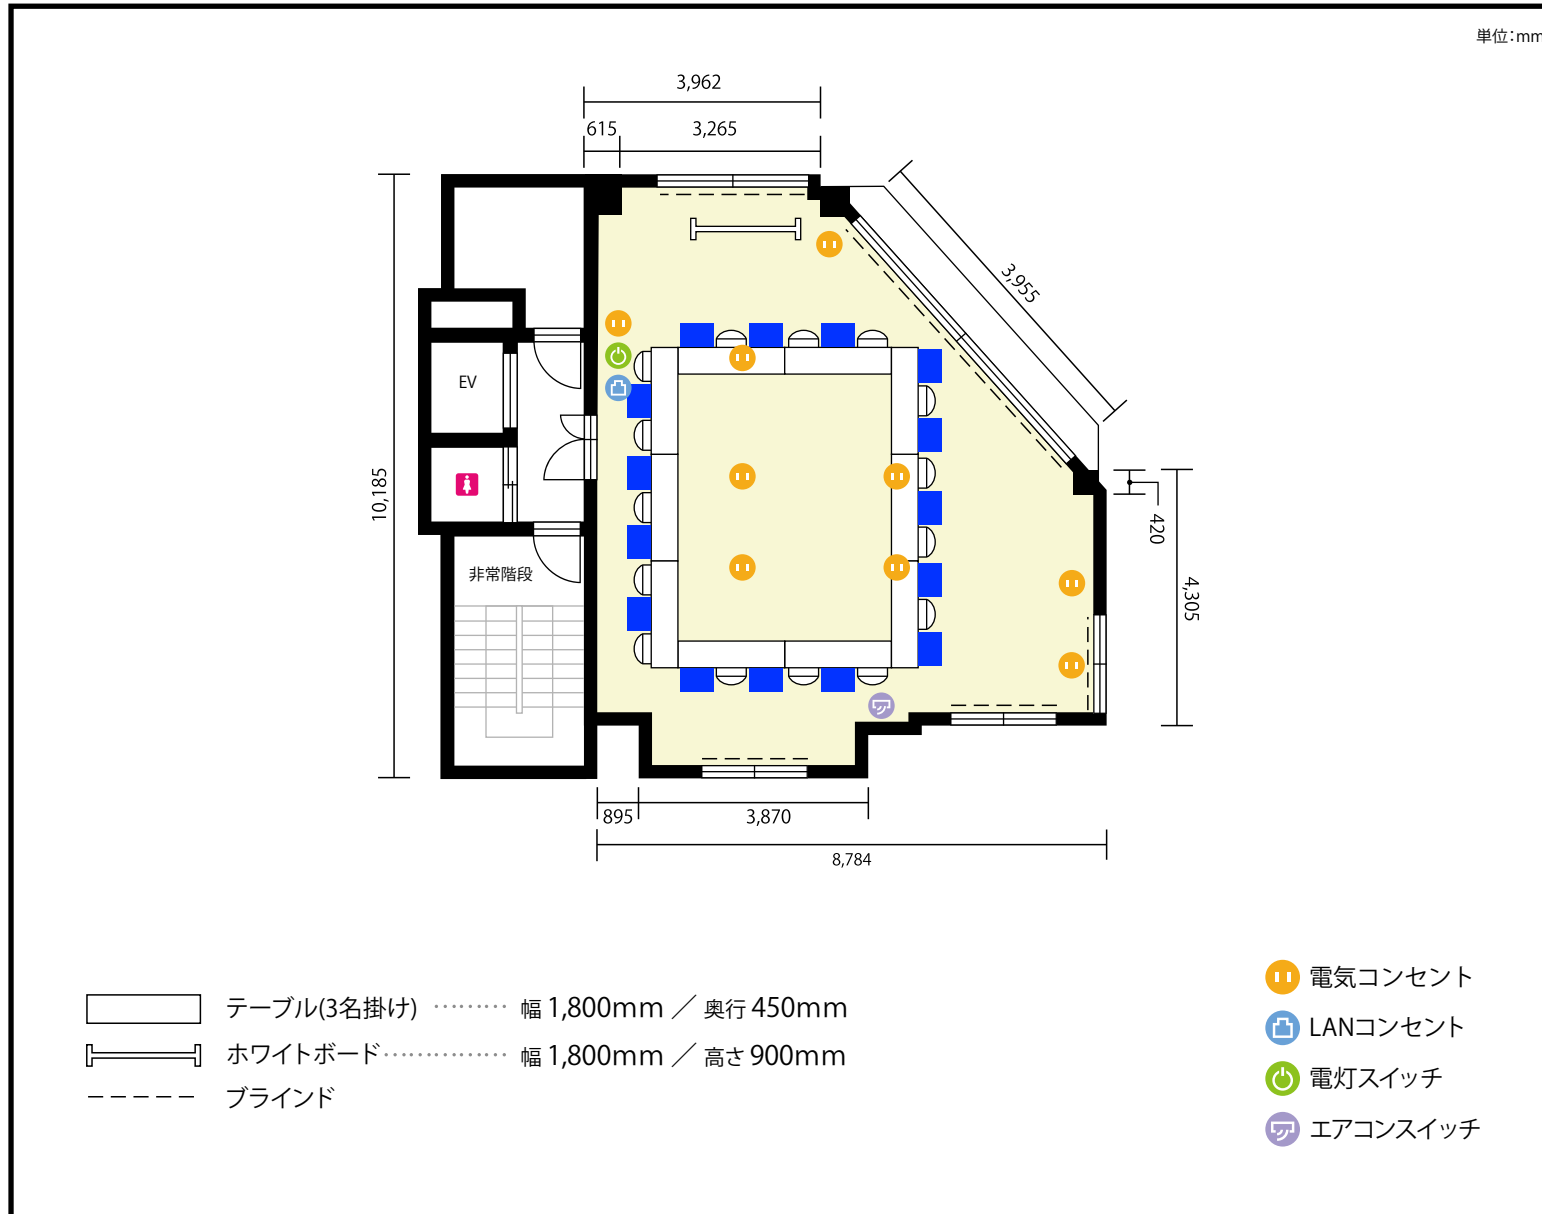 単位：mm
3,962
615
3,265
3,955
10,185
EV
420
非常階段
4,305
895
3,870
8,784
電気コンセント
テーブル(3名掛け) ········· 幅 1,800mm ／ 奥行 450mm
LANコンセント
ホワイトボード··············· 幅 1,800mm ／ 高さ 900mm
電灯スイッチ
ブラインド
エアコンスイッチ